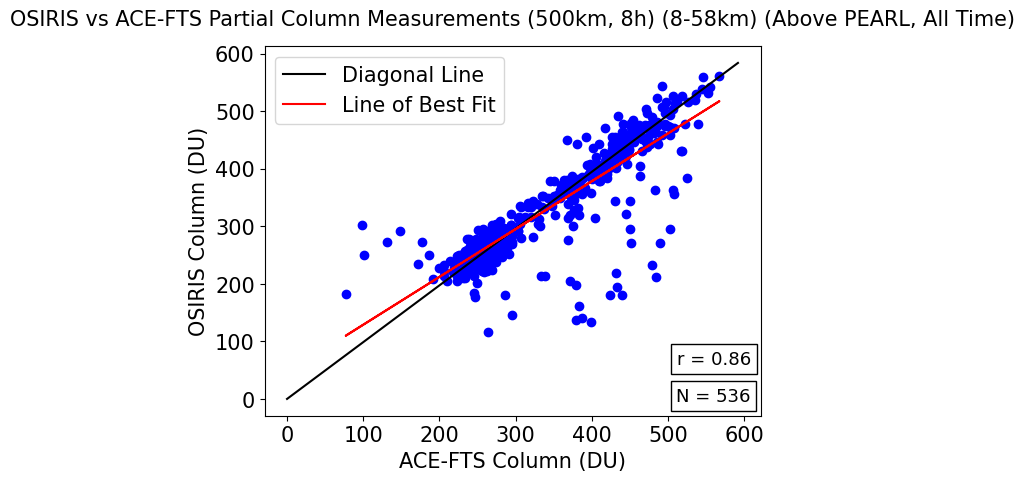 OSIRIS vs ACE-FTS Partial Column Measurements (500km, 8h) (8-58km) (Above PEARL, All Time)
Diagonal Line
Line of Best Fit
OSIRIS Column (DU)
600
500
400
300
200
100
0
r = 0.86
N = 536
0 100 200 300 400 500 600
ACE-FTS Column (DU)